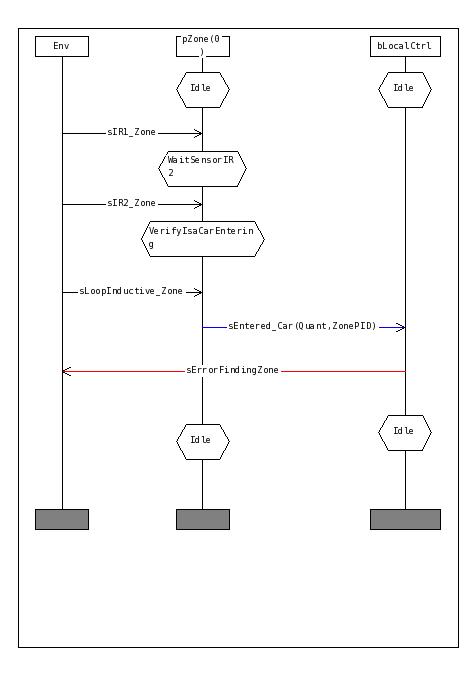 Env
pZone(0
)
bLocalCtrl
Idle
Idle
sIR1_Zone
WaitSensorIR
2
sIR2_Zone
VerifyIsaCarEnterin
g
sLoopInductive_Zone
sEntered_Car(Quant,ZonePID)
sErrorFindingZone
Idle
Idle